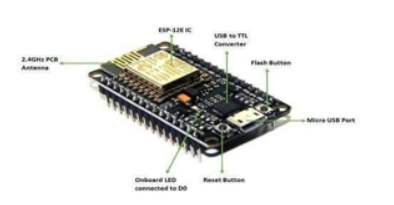 ESP-12E IC
USB to TTL
Converter
2.4GHz PCB
Antenna
Flash Button
Micro USB Port
Onboard LED
connected to D0
Reset Button